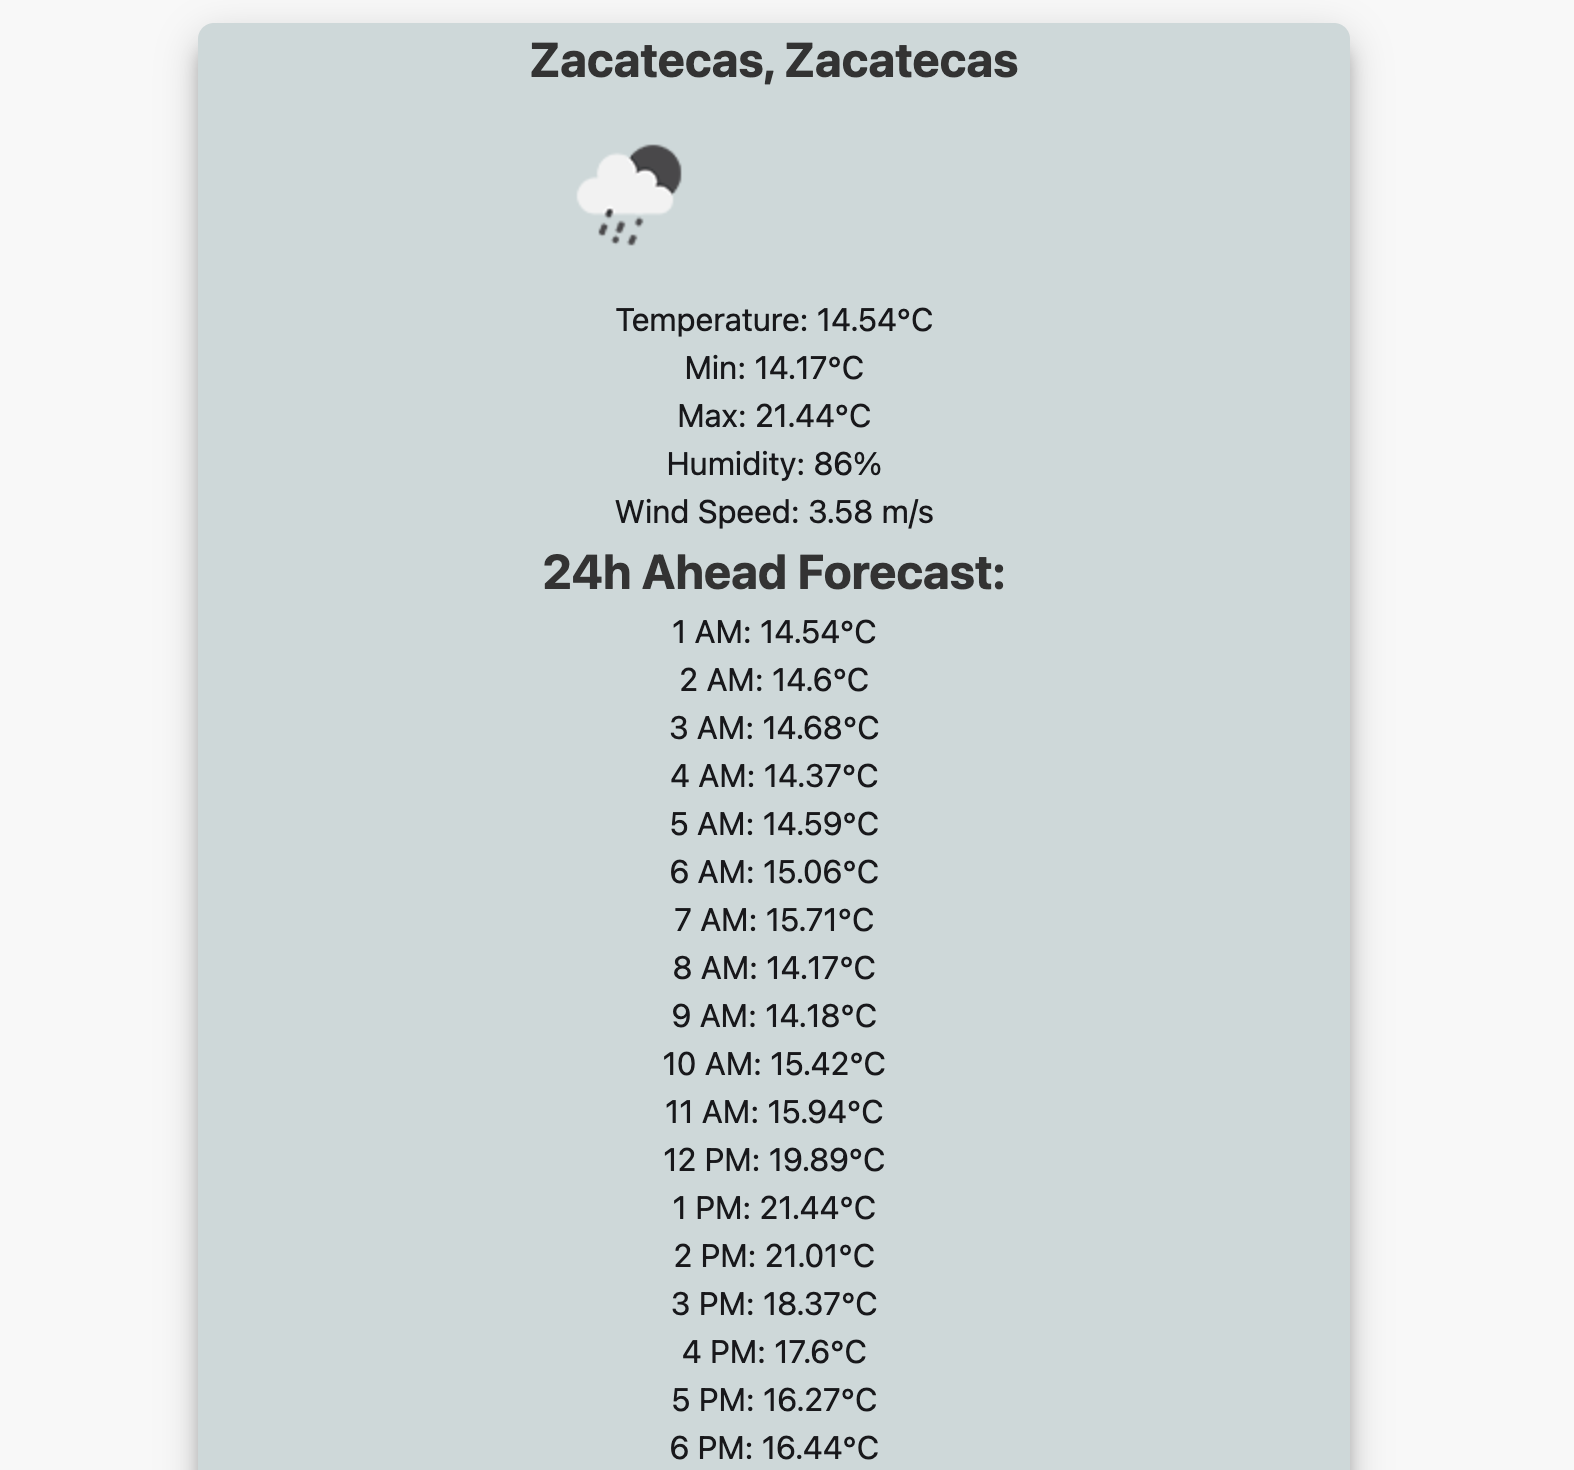 Zacatecas, Zacatecas
Temperature: 14.54°C
Min: 14.17°C
Max: 21.44°C
Humidity: 86%
Wind Speed: 3.58 m/s
24h Ahead Forecast:
1 AM: 14.54°C
2 AM: 14.6°C
3 AM: 14.68°C
4 AM: 14.37°C
5 AM: 14.59°C
6 AM: 15.06°C
7 AM: 15.71°C
8 AM: 14.17°C
9 AM: 14.18°C
10 AM: 15.42°C
11 AM: 15.94°C
12 PM: 19.89°C
1 PM: 21.44°C
2 PM: 21.01°C
3 PM: 18.37°C
4 PM: 17.6°C
5 PM: 16.27°C
6 PM: 16.44°C